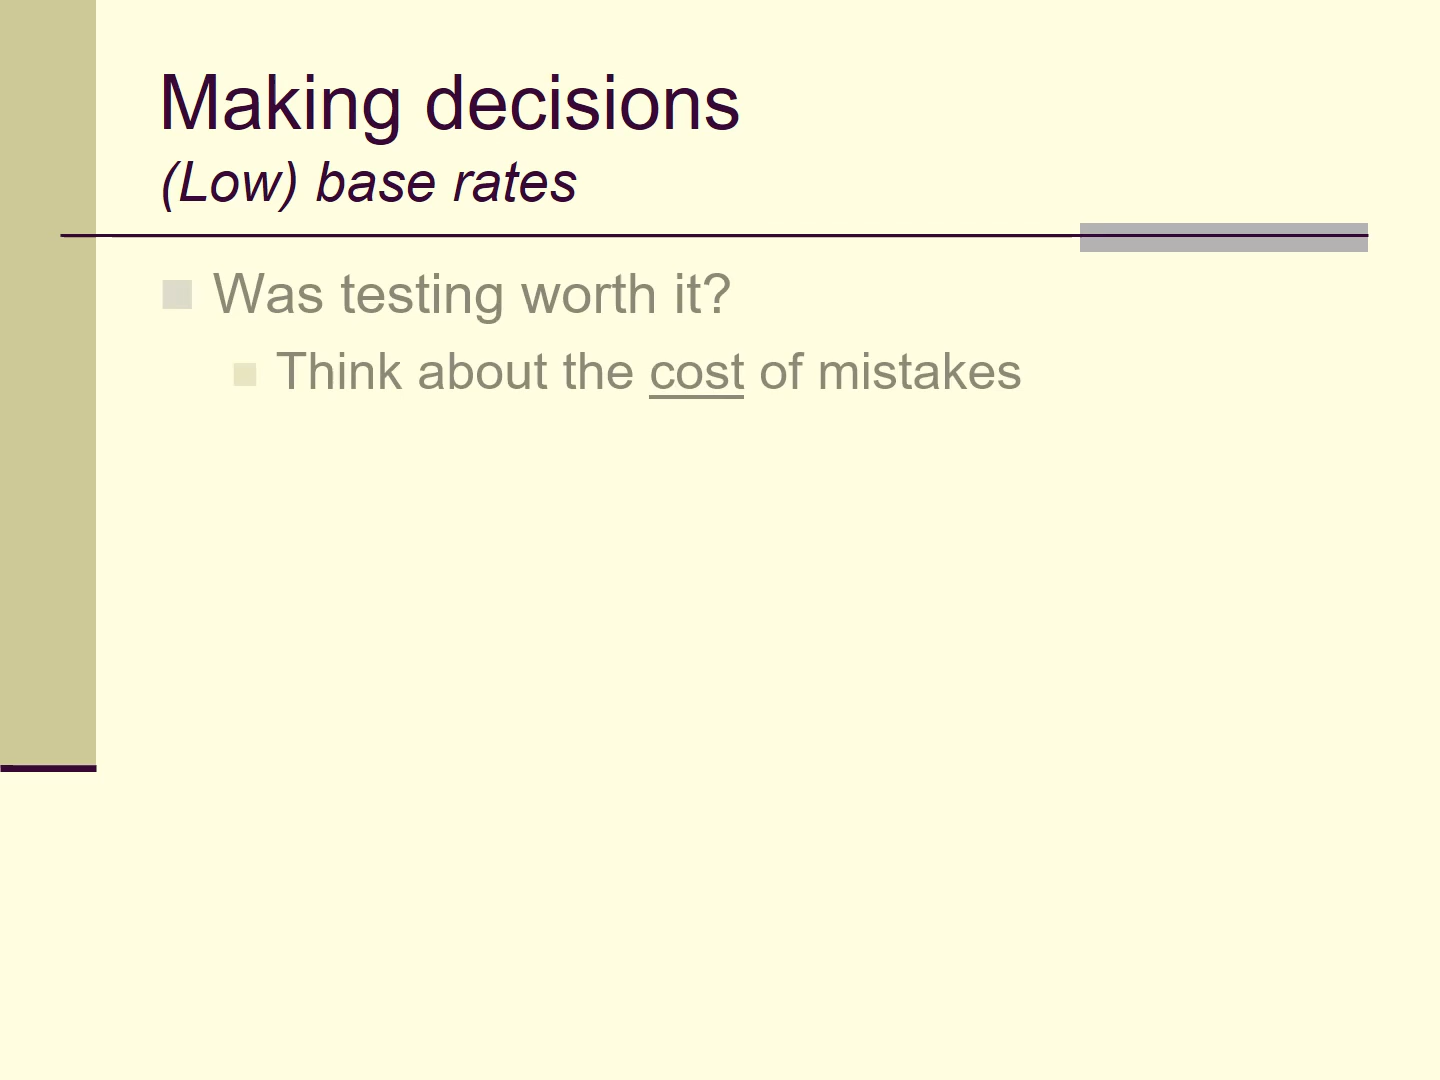 Making decisions
(Low) base rates
Was testing worth it?
Think about the cost of mistakes